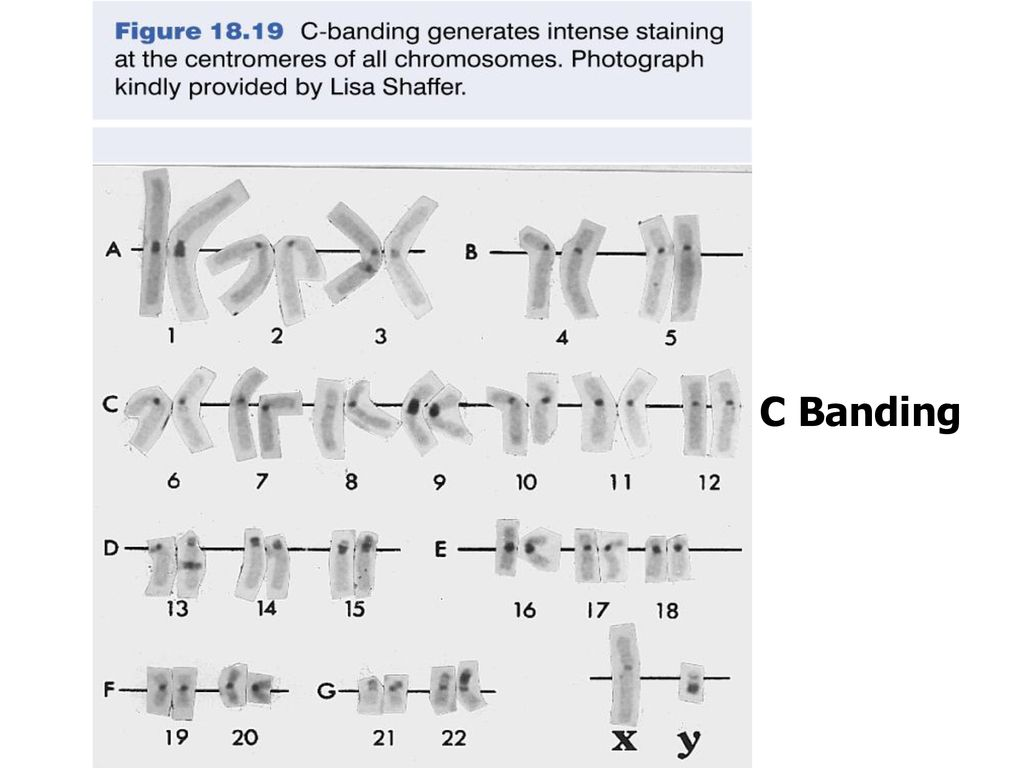 Figure 18.19 C-banding generates intense staining
at the centromeres of all chromosomes. Photograph
kindly provided by Lisa Shaffer.
A B
1 2 3 4 5
C
C Banding
6 7 8 9 10 11 12
D E
13 14 15 16 17 18
F G
19 20 21 22 x y